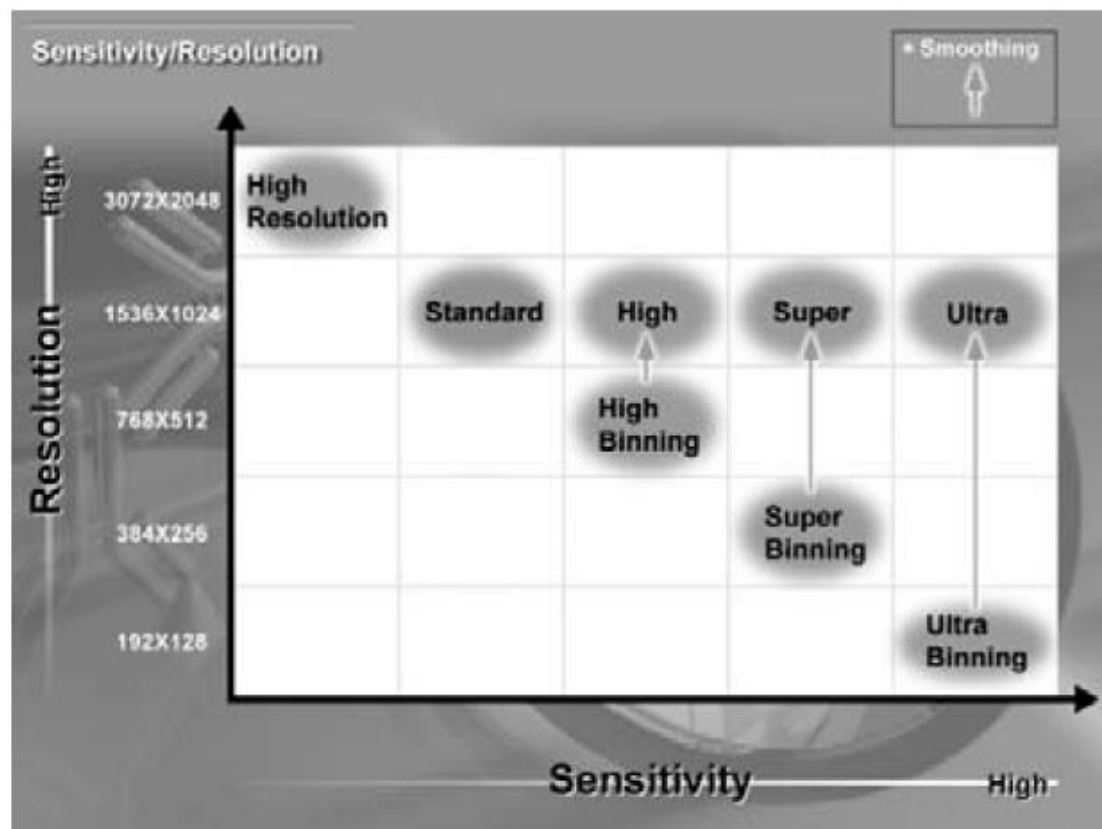 Sensitivity/Resolution
• Smoothing
High
Resolution
3072X2048
1536X1024
768X512
384X256
192X128
High
Resolution
Standard
High
Super
Ultra
High
Binning
Super
Binning
Ultra
Binning
Sensitivity
High